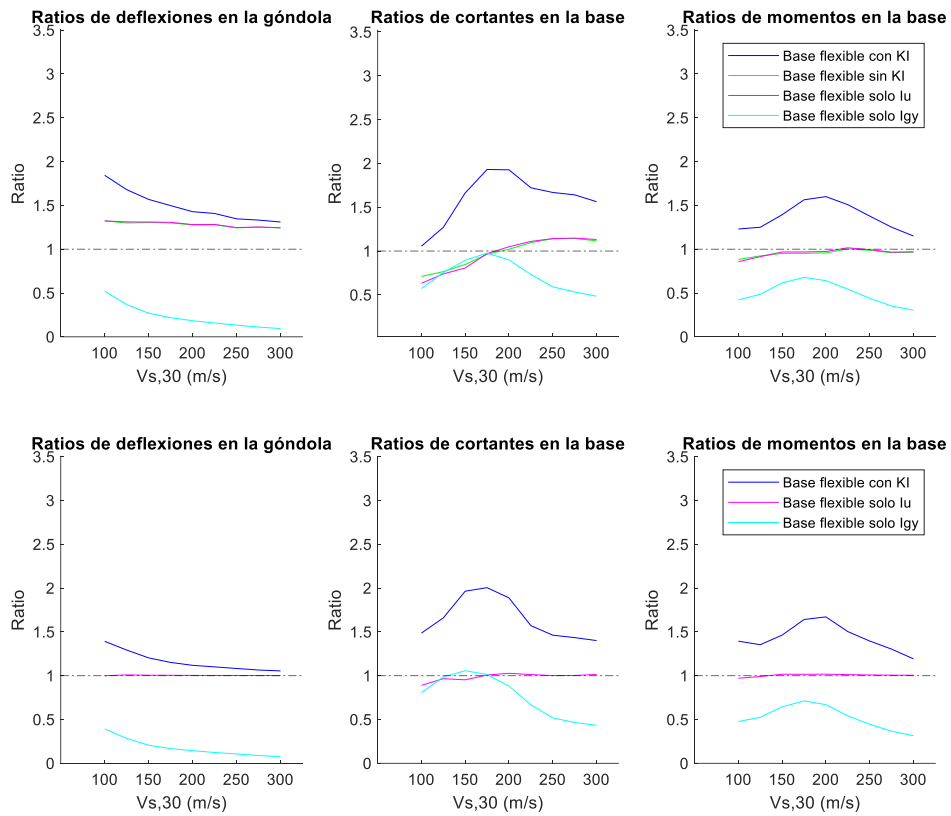 Ratios de deflexiones en la góndola
3.5
3
2.5
2
1.5
1
0.5
0
Ratio
100 150 200 250 300
Vs,30 (m/s)
Ratios de cortantes en la base
3.5
3
2.5
2
1.5
1
0.5
Ratio
100 150 200 250 300
Vs,30 (m/s)
Ratios de momentos en la base
3.5
3
2.5
2
1.5
1
0.5
0
Ratio
100 150 200 250 300
Vs,30 (m/s)
Base flexible con KI
Base flexible sin KI
Base flexible solo Iu
Base flexible solo Igy
Ratios de deflexiones en la góndola
3.5
3
2.5
2
1.5
1
0.5
0
Ratio
100 150 200 250 300
Vs,30 (m/s)
Ratios de cortantes en la base
3.5
3
2.5
2
1.5
1
0.5
0
Ratio
100 150 200 250 300
Vs,30 (m/s)
Ratios de momentos en la base
3.5
3
2.5
2
1.5
1
0.5
0
Ratio
100 150 200 250 300
Vs,30 (m/s)
Base flexible con KI
Base flexible solo Iu
Base flexible solo Igy